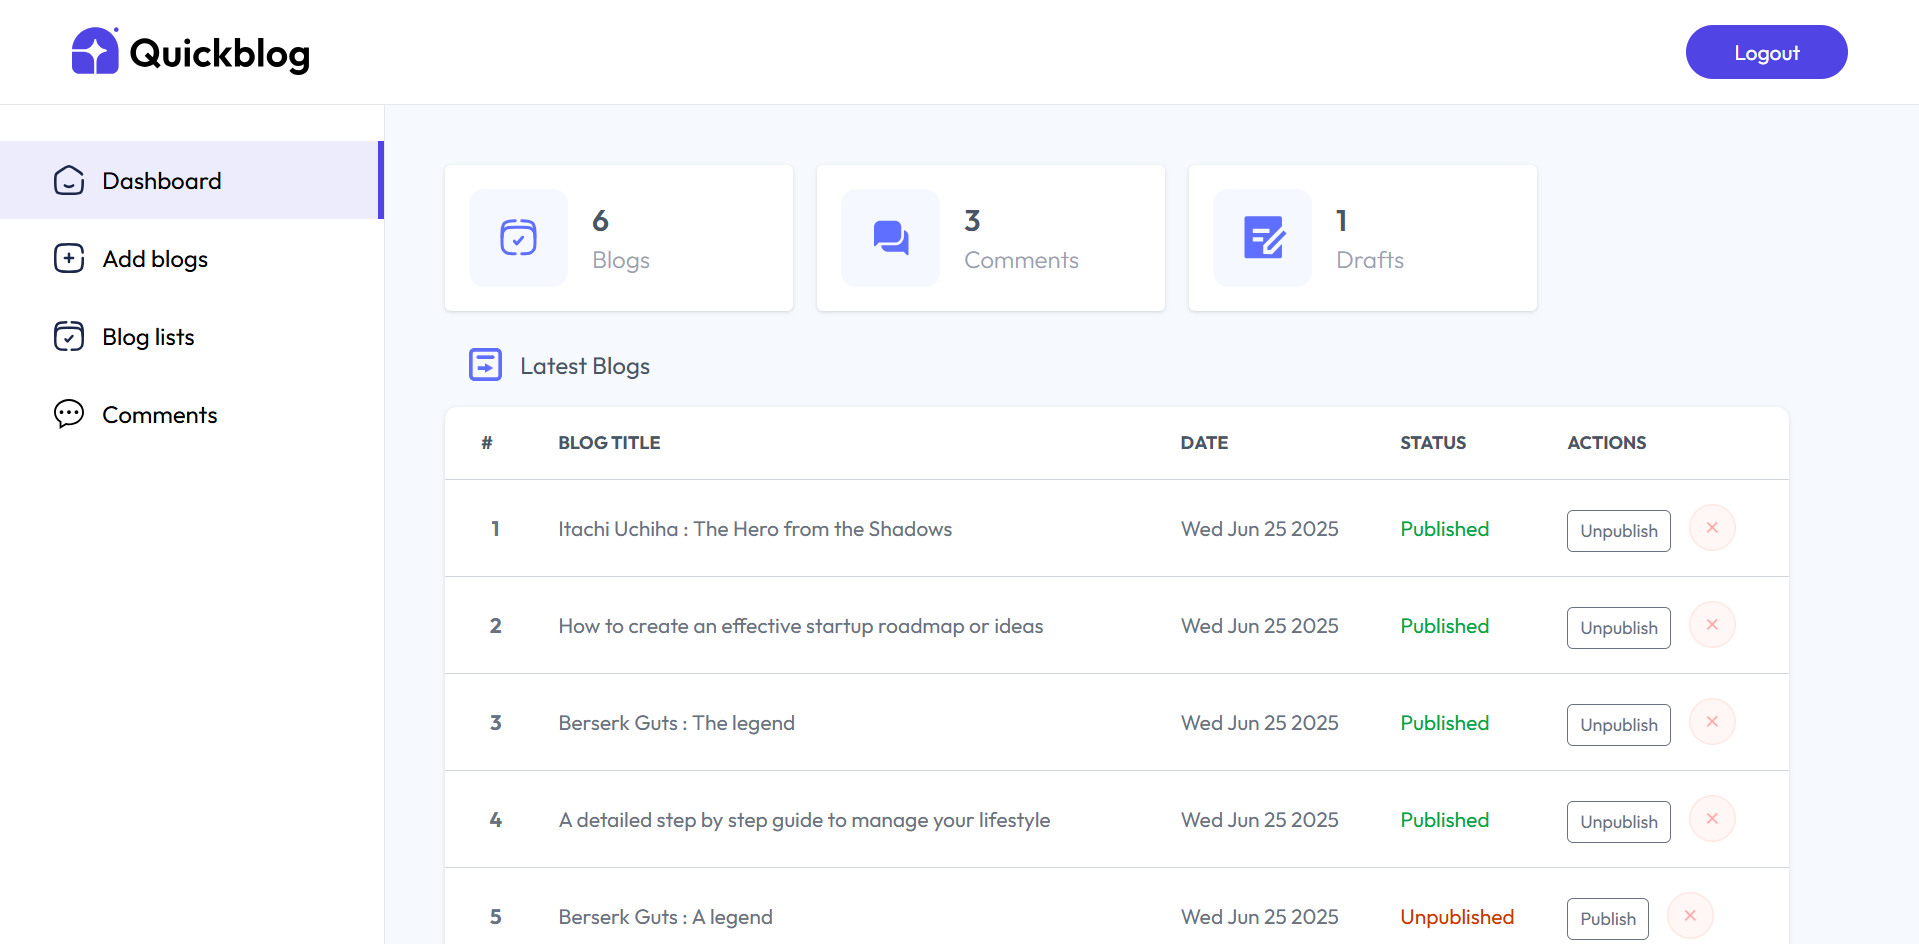 Quickblog
Logout
Dashboard
Add blogs
Blog lists
Comments
6
Blogs
3
Comments
1
Drafts
Latest Blogs
# BLOG TITLE DATE STATUS ACTIONS
1 Itachi Uchiha : The Hero from the Shadows Wed Jun 25 2025 Published Unpublish
2 How to create an effective startup roadmap or ideas Wed Jun 25 2025 Published Unpublish
3 Berserk Guts : The legend Wed Jun 25 2025 Published Unpublish
4 A detailed step by step guide to manage your lifestyle Wed Jun 25 2025 Published Unpublish
5 Berserk Guts : A legend Wed Jun 25 2025 Unpublished Publish